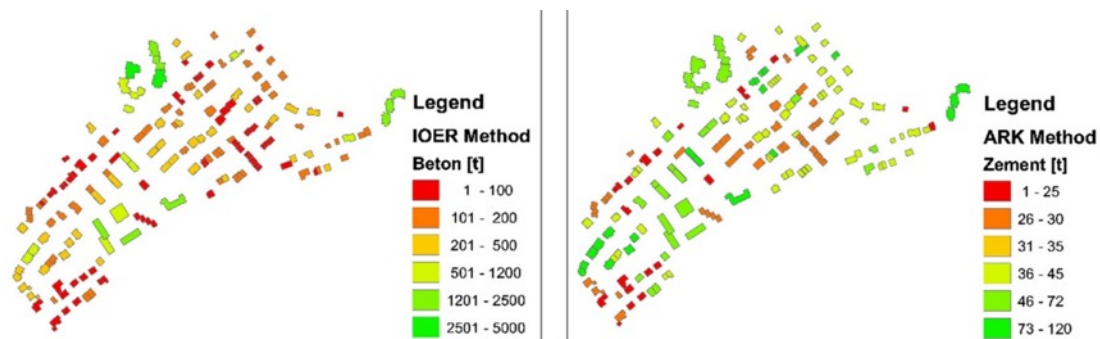 Legend
IOER Method
Beton [t]
1 - 100
101 - 200
201 - 500
501 - 1200
1201 - 2500
2501 - 5000
Legend
ARK Method
Zement [t]
1 - 25
26 - 30
31 - 35
36 - 45
46 - 72
73 - 120